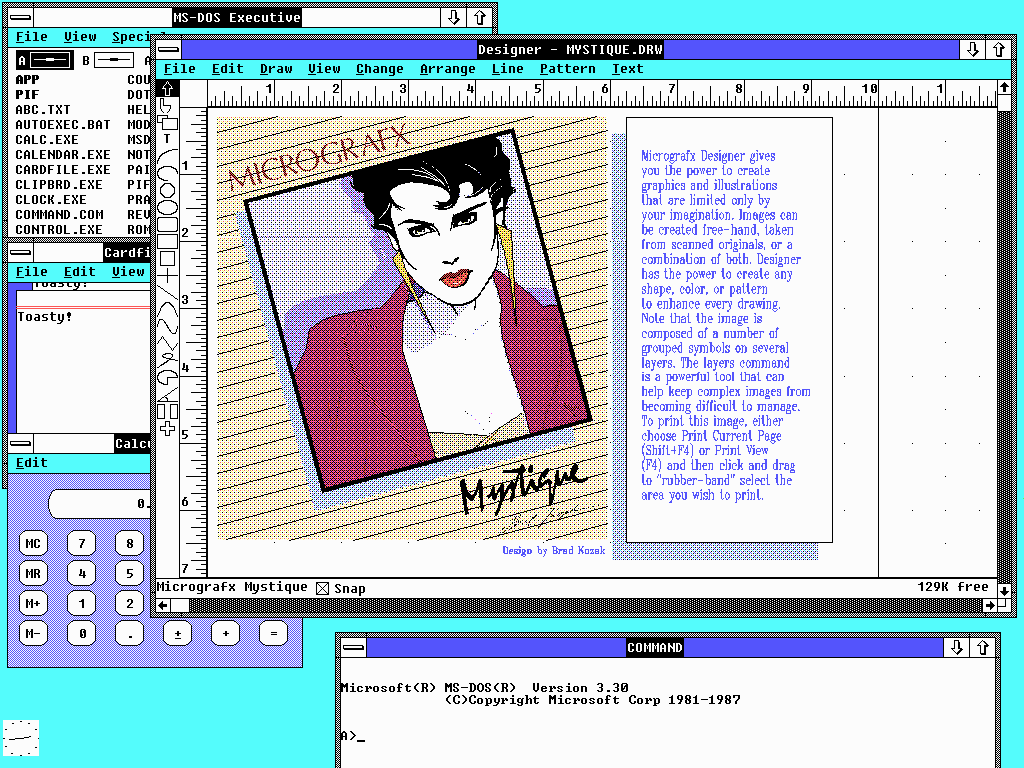 MS-DOS Executive
File View Speci
A B A
APP COU
PIF DOT
ABC.TXT HEL
AUTOEXEC.BAT MOD
CALC.EXE MSD
CALENDAR.EXE NOT
CARDFILE.EXE PAI
CLIPBRD.EXE PIF
CLOCK.EXE PRA
COMMAND.COM REV
CONTROL.EXE ROM
Cardfi
File Edit View
Toasty!
Toasty!
Calcu
Edit
0.
MC 7 8
MR 4 5
M+ 1 2
M- 0 . ± + =
Designer - MYSTIQUE.DRW
File Edit Draw View Change Arrange Line Pattern Text
1 2 3 4 5 6 7 8 9 10 1
T
1
2
3
4
5
6
7
MICROGRAFX
Mystique
Design by Brad Kozak
Micrografx Designer gives
you the power to create
graphics and illustrations
that are limited only by
your imagination. Images can
be created free-hand, taken
from scanned originals, or a
combination of both. Designer
has the power to create any
shape, color, or pattern
to enhance every drawing.
Note that the image is
composed of a number of
grouped symbols on several
layers. The layers command
is a powerful tool that can
help keep complex images from
becoming difficult to manage.
To print this image, either
choose Print Current Page
(Shift+F4) or Print View
(F4) and then click and drag
to "rubber-band" select the
area you wish to print.
Micrografx Mystique Snap 129K free
COMMAND
Microsoft(R) MS-DOS(R) Version 3.30
(C)Copyright Microsoft Corp 1981-1987
A>_